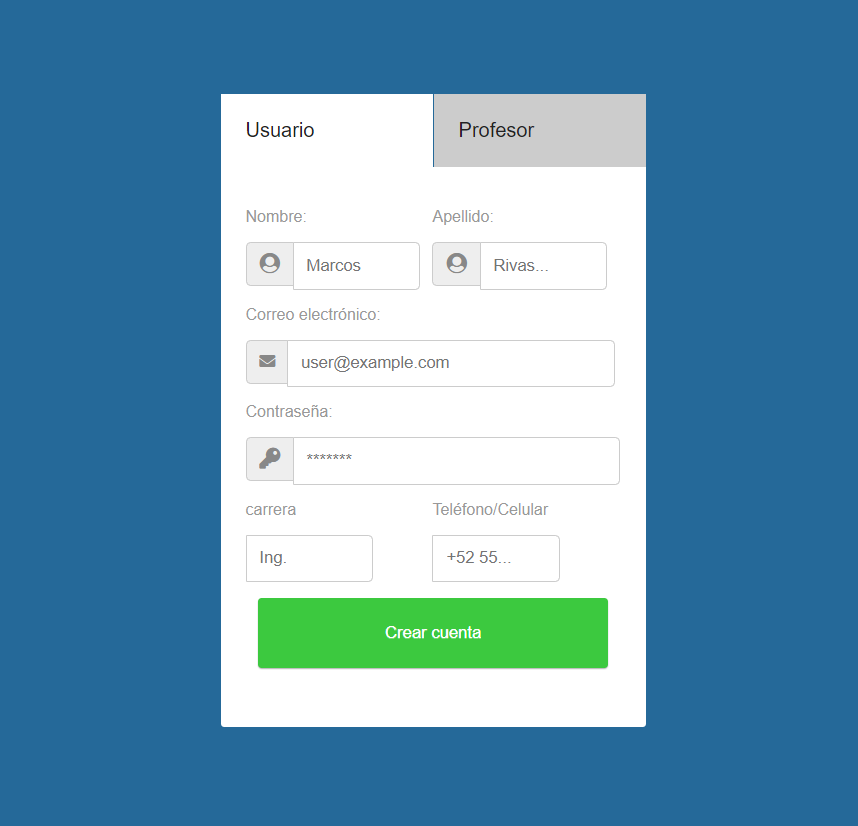 Usuario Profesor
Nombre: Apellido:
Marcos Rivas...
Correo electrónico:
user@example.com
Contraseña:
*******
carrera Teléfono/Celular
Ing. +52 55...
Crear cuenta